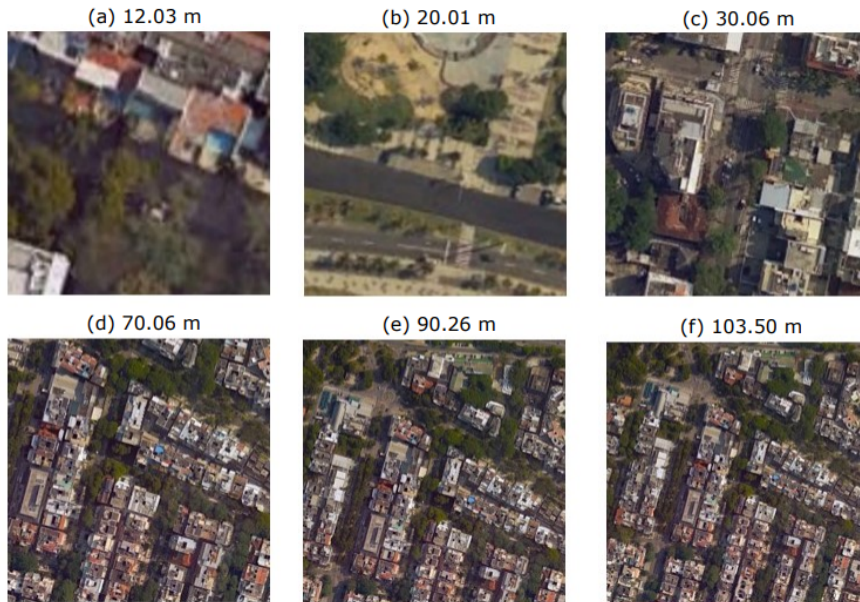 (a) 12.03 m
(b) 20.01 m
(c) 30.06 m
(d) 70.06 m
(e) 90.26 m
(f) 103.50 m